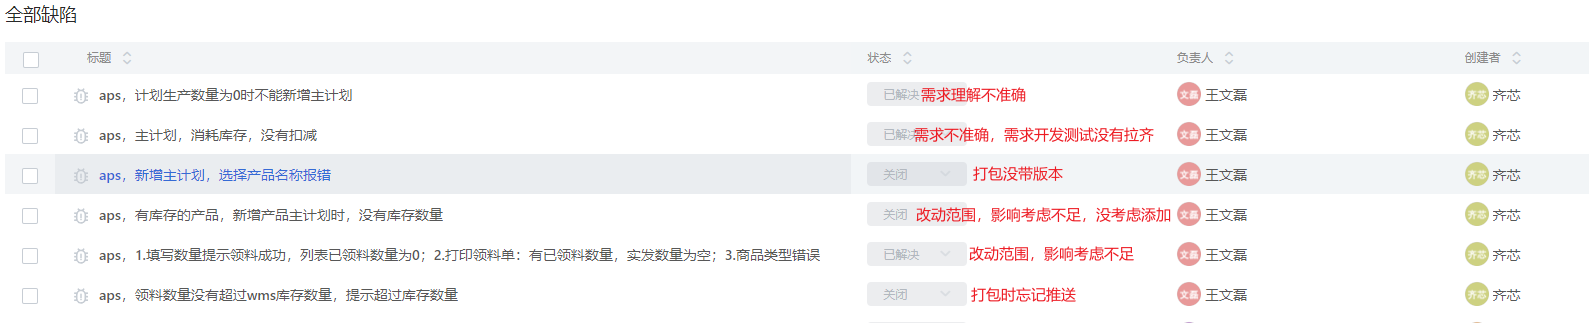 全部缺陷
标题 状态 负责人 创建者
aps，计划生产数量为0时不能新增主计划 已解决 需求理解不准确 文磊 王文磊 齐芯 齐芯
aps，主计划，消耗库存，没有扣减 已解决 需求不准确，需求开发测试没有拉齐 文磊 王文磊 齐芯 齐芯
aps，新增主计划，选择产品名称报错 关闭 打包没带版本 文磊 王文磊 齐芯 齐芯
aps，有库存的产品，新增产品主计划时，没有库存数量 关闭 改动范围，影响考虑不足，没考虑添加 文磊 王文磊 齐芯 齐芯
aps，1.填写数量提示领料成功，列表已领料数量为0；2.打印领料单：有已领料数量，实发数量为空；3.商品类型错误 已解决 改动范围，影响考虑不足 文磊 王文磊 齐芯 齐芯
aps，领料数量没有超过wms库存数量，提示超过库存数量 关闭 打包时忘记推送 文磊 王文磊 齐芯 齐芯